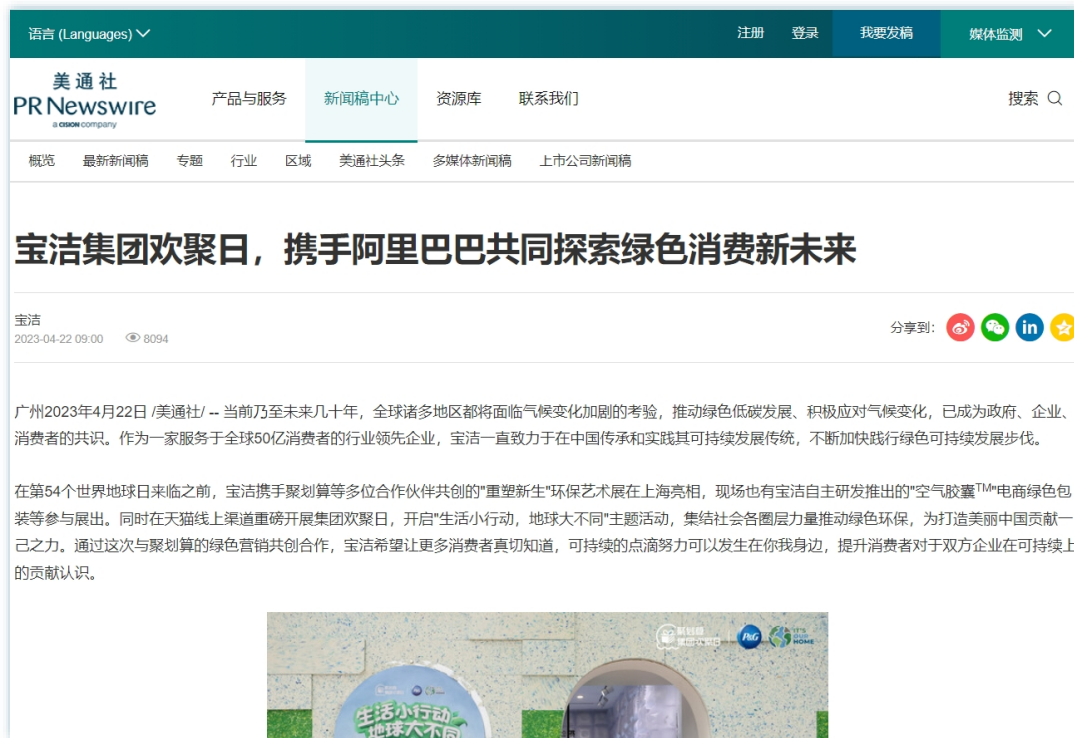 语言 (Languages)
注册
登录
我要发稿
媒体监测
美通社
PR Newswire
a CISION company
产品与服务
新闻稿中心
资源库
联系我们
搜索
概览
最新新闻稿
专题
行业
区域
美通社头条
多媒体新闻稿
上市公司新闻稿
宝洁集团欢聚日，携手阿里巴巴共同探索绿色消费新未来
宝洁
2023-04-22 09:00
8094
分享到:
in
广州2023年4月22日 /美通社/ -- 当前乃至未来几十年，全球诸多地区都将面临气候变化加剧的考验，推动绿色低碳发展、积极应对气候变化，已成为政府、企业、
消费者的共识。作为一家服务于全球50亿消费者的行业领先企业，宝洁一直致力于在中国传承和实践其可持续发展传统，不断加快践行绿色可持续发展步伐。
在第54个世界地球日来临之前，宝洁携手聚划算等多位合作伙伴共创的"重塑新生"环保艺术展在上海亮相，现场也有宝洁自主研发推出的"空气胶囊TM"电商绿色包
装等参与展出。同时在天猫线上渠道重磅开展集团欢聚日，开启"生活小行动，地球大不同"主题活动，集结社会各圈层力量推动绿色环保，为打造美丽中国贡献一
己之力。通过这次与聚划算的绿色营销共创合作，宝洁希望让更多消费者真切知道，可持续的点滴努力可以发生在你我身边，提升消费者对于双方企业在可持续上
的贡献认识。
P&G
IT'S
OUR
HOME
生活小行动
地球大不同